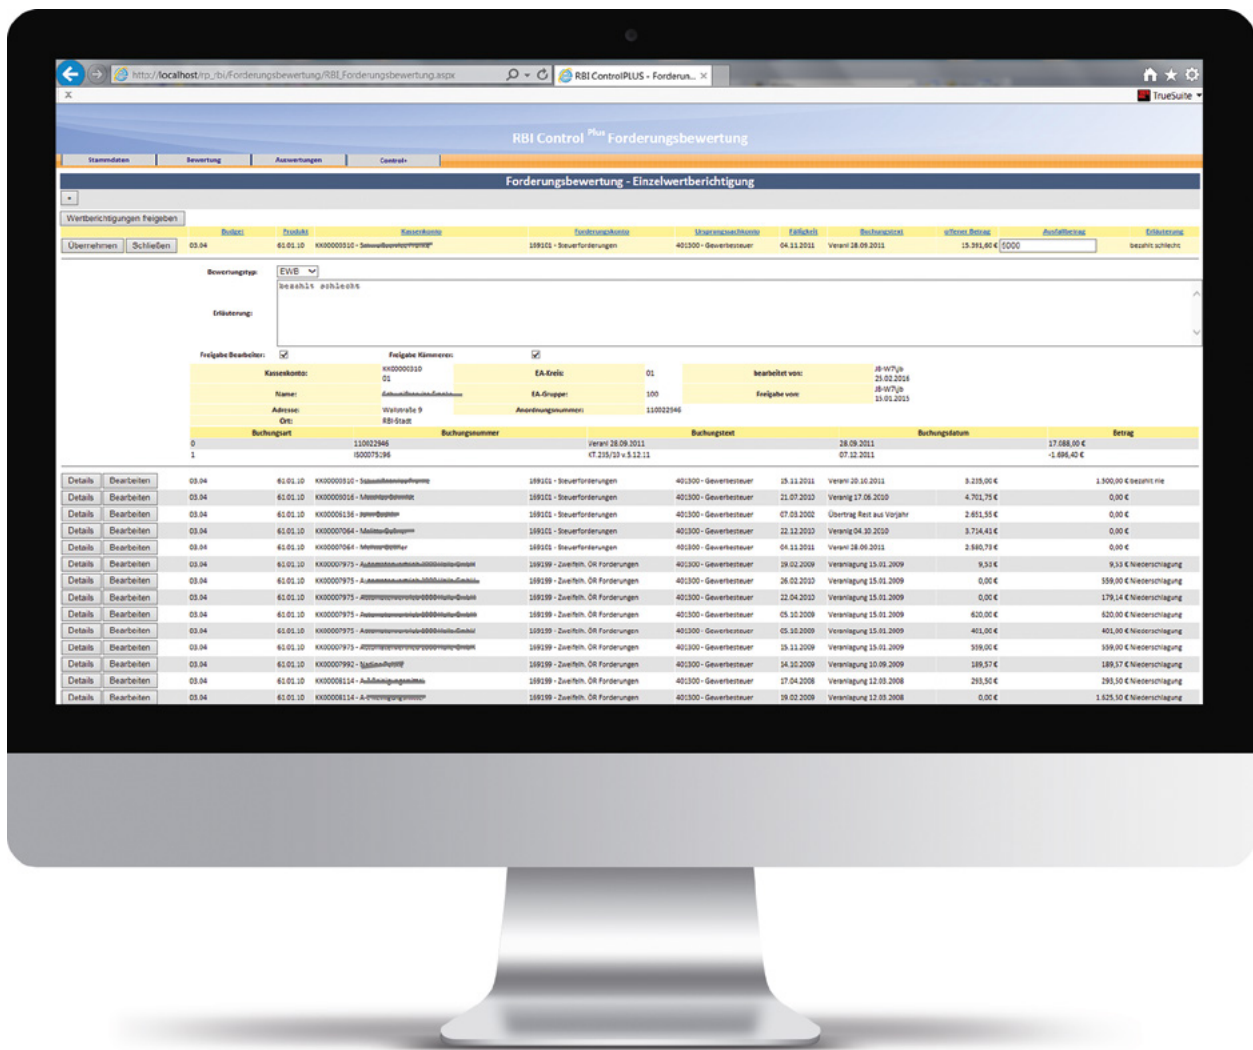 http://localhost/rp_rbi/Forderungsbewertung/RBI_Forderungsbewertung.aspx RBI ControlPLUS - Forderun... ×
x TrueSuite
RBI Control Plus Forderungsbewertung
Stammdaten Bewertung Auswertungen Control+
Forderungsbewertung - Einzelwertberichtigung
+
Wertberichtigungen freigeben
Budget Produkt Kassenkonto Forderungskonto Ursprungsachkonto Fälligkeit Buchungstext offener Betrag Ausfallbetrag Erläuterung
Übernehmen Schließen 03.04 61.01.10 KK00000310 - 169101 - Steuerforderungen 401300 - Gewerbesteuer 04.11.2011 Veranl 28.09.2011 15.391,60 € 5000 bezahlt schlecht
Bewertungstyp: EWB
bezahlt schlecht
Erläuterung:
Freigabe Bearbeiter: Freigabe Kämmerer:
Kassenkonto: KK00000310 EA-Kreis: 01 bearbeitet von: JB-W7\jb
01 25.02.2016
Name: EA-Gruppe: 100 Freigabe von: JB-W7\jb
15.01.2015
Adresse: Wallstraße 9 Anordnungsnummer: 110022946
Ort: RBI-Stadt
Buchungsart Buchungsnummer Buchungstext Buchungsdatum Betrag
0 110022946 Veranl 28.09.2011 28.09.2011 17.088,00 €
1 IS00075196 KT.235/10 v.5.12.11 07.12.2011 -1.696,40 €
Details Bearbeiten 03.04 61.01.10 KK00000310 - 169101 - Steuerforderungen 401300 - Gewerbesteuer 15.11.2011 Veranl 20.10.2011 3.235,00 € 1.500,00 € bezahlt nie
Details Bearbeiten 03.04 61.01.10 169101 - Steuerforderungen 401300 - Gewerbesteuer 21.07.2010 Veranlg 17.06.2010 4.701,75 € 0,00 €
Details Bearbeiten 03.04 61.01.10 KK00006136 - 169101 - Steuerforderungen 401300 - Gewerbesteuer 07.03.2002 Übertrag Rest aus Vorjahr 2.651,55 € 0,00 €
Details Bearbeiten 03.04 61.01.10 KK00007064 - 169101 - Steuerforderungen 401300 - Gewerbesteuer 22.12.2010 Veranlg 04.10.2010 3.714,41 € 0,00 €
Details Bearbeiten 03.04 61.01.10 KK00007064 - 169101 - Steuerforderungen 401300 - Gewerbesteuer 04.11.2011 Veranl 28.09.2011 0,00 €
Details Bearbeiten 03.04 61.01.10 KK00007975 - 169199 - Zweifelh. ÖR Forderungen 401300 - Gewerbesteuer 19.02.2009 Veranlagung 15.01.2009 9,53 € 9,53 € Niederschlagung
Details Bearbeiten 03.04 61.01.10 KK00007975 - 169199 - Zweifelh. ÖR Forderungen 401300 - Gewerbesteuer 26.02.2010 Veranlagung 15.01.2009 0,00 € 559,00 € Niederschlagung
Details Bearbeiten 03.04 61.01.10 KK00007975 - 169199 - Zweifelh. ÖR Forderungen 401300 - Gewerbesteuer 22.04.2010 Veranlagung 15.01.2009 0,00 € 179,14 € Niederschlagung
Details Bearbeiten 03.04 61.01.10 KK00007975 - 169199 - Zweifelh. ÖR Forderungen 401300 - Gewerbesteuer 05.10.2009 Veranlagung 15.01.2009 620,00 € 620,00 € Niederschlagung
Details Bearbeiten 03.04 61.01.10 KK00007975 - 169199 - Zweifelh. ÖR Forderungen 401300 - Gewerbesteuer 05.10.2009 Veranlagung 15.01.2009 401,00 € 401,00 € Niederschlagung
Details Bearbeiten 03.04 61.01.10 KK00007975 - 169199 - Zweifelh. ÖR Forderungen 401300 - Gewerbesteuer 15.11.2009 Veranlagung 15.01.2009 559,00 € 559,00 € Niederschlagung
Details Bearbeiten 03.04 61.01.10 KK00007992 - 169199 - Zweifelh. ÖR Forderungen 401300 - Gewerbesteuer 14.10.2009 Veranlagung 10.09.2009 189,57 € 189,57 € Niederschlagung
Details Bearbeiten 03.04 61.01.10 KK00008114 - 169199 - Zweifelh. ÖR Forderungen 401300 - Gewerbesteuer 17.04.2008 Veranlagung 12.03.2008 293,50 € 293,50 € Niederschlagung
Details Bearbeiten 03.04 61.01.10 KK00008114 - 169199 - Zweifelh. ÖR Forderungen 401300 - Gewerbesteuer 19.02.2009 Veranlagung 12.03.2008 0,00 € 1.625,50 € Niederschlagung